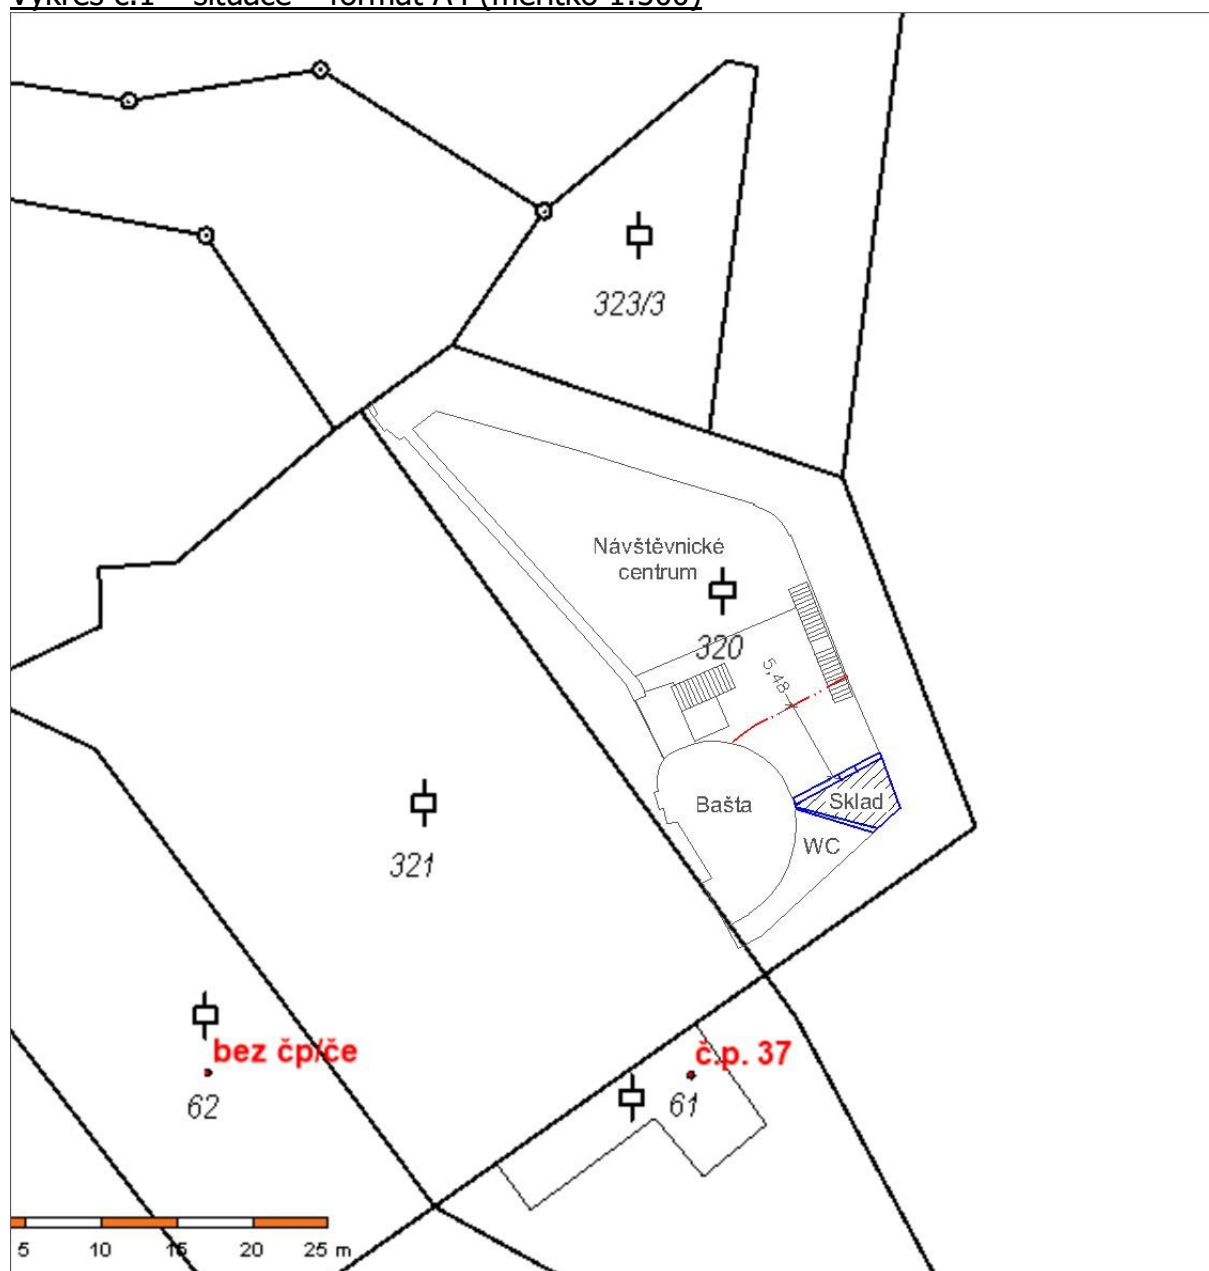 Výkres č.1 – situace – formát A4 (měřítko 1:500)
323/3
Návštěvnické
centrum
320
5,48
Bašta
Sklad
WC
321
bez čp/če
62
č.p. 37
61
5 10 15 20 25 m